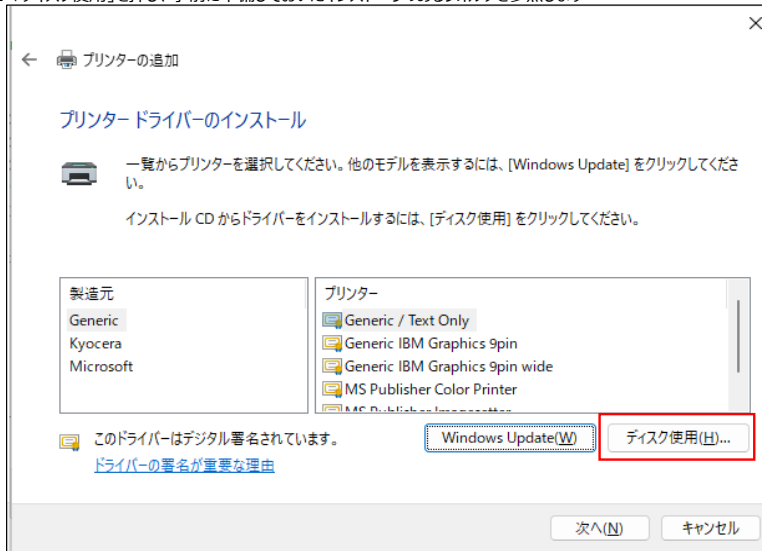 プリンターの追加
プリンター ドライバーのインストール
一覧からプリンターを選択してください。他のモデルを表示するには、[Windows Update] をクリックしてくださ
い。
インストール CD からドライバーをインストールするには、[ディスク使用] をクリックしてください。
製造元
Generic
Kyocera
Microsoft
プリンター
Generic / Text Only
Generic IBM Graphics 9pin
Generic IBM Graphics 9pin wide
MS Publisher Color Printer
このドライバーはデジタル署名されています。
ドライバーの署名が重要な理由
Windows Update(W)
ディスク使用(H)...
次へ(N)
キャンセル